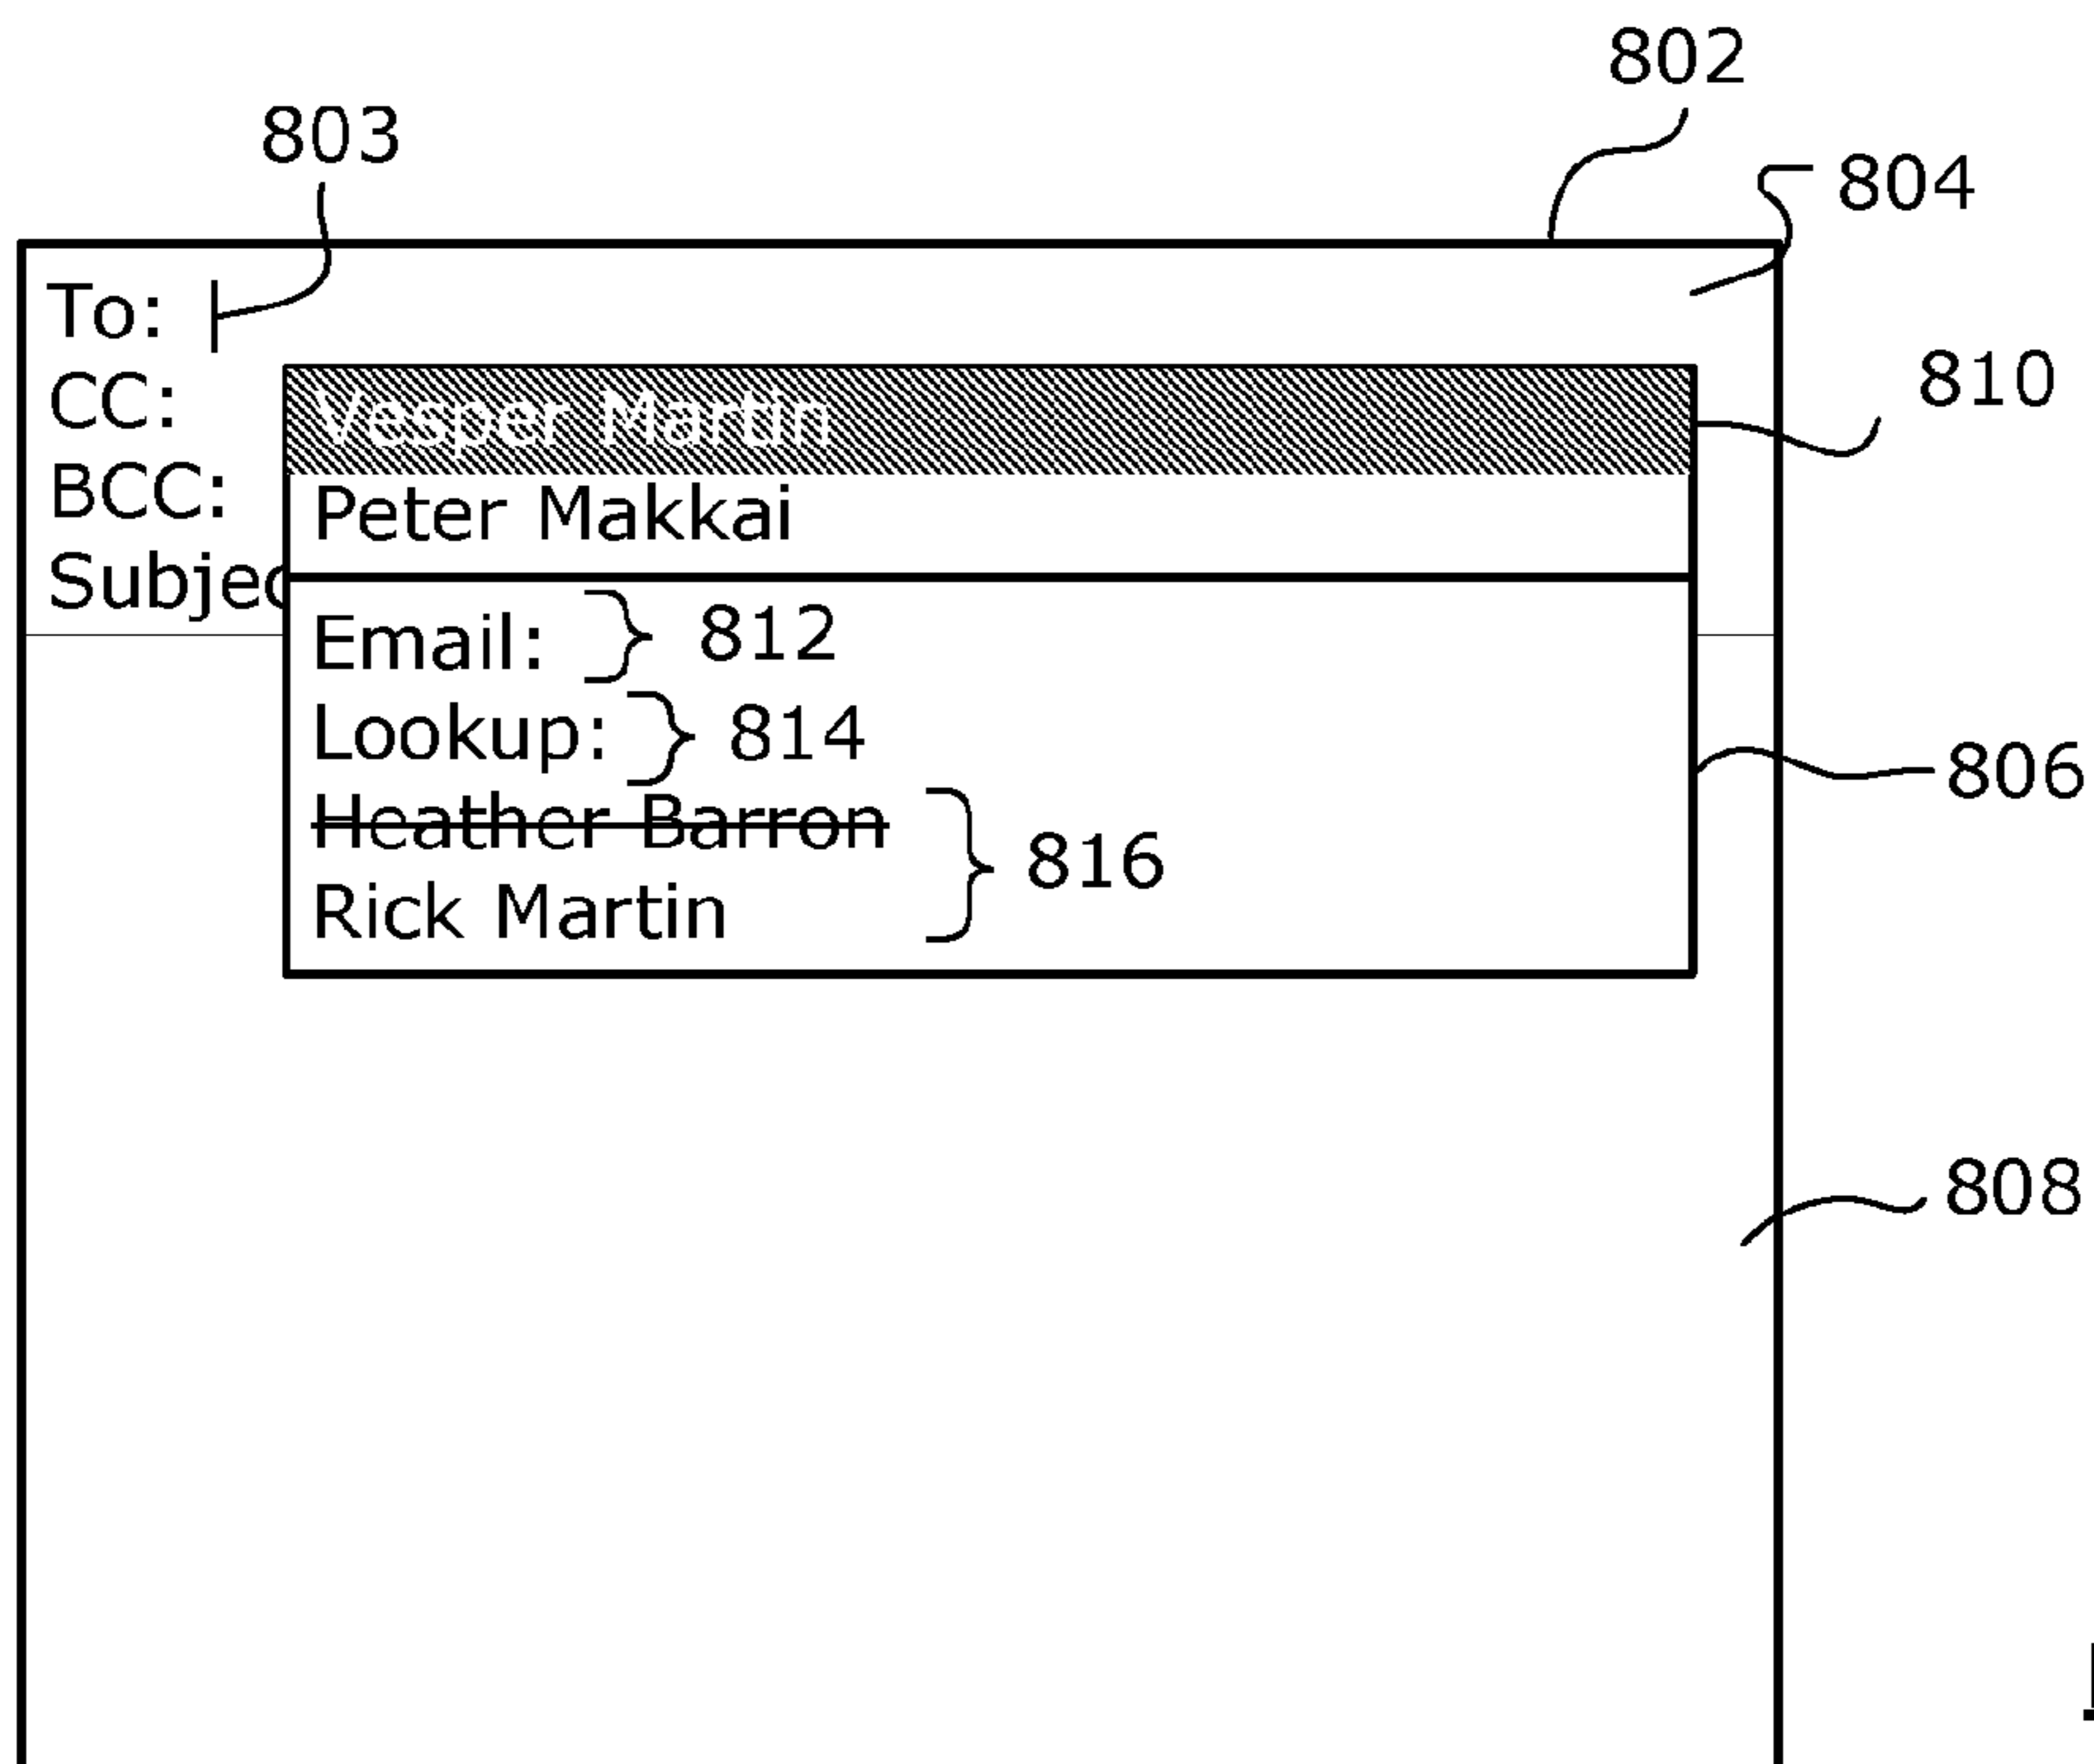 802
803
804
To:
810
CC:
Vesper Martin
BCC:
Peter Makkai
Subjec
Email: 812
Lookup: 814
806
Heather Barron
816
Rick Martin
808